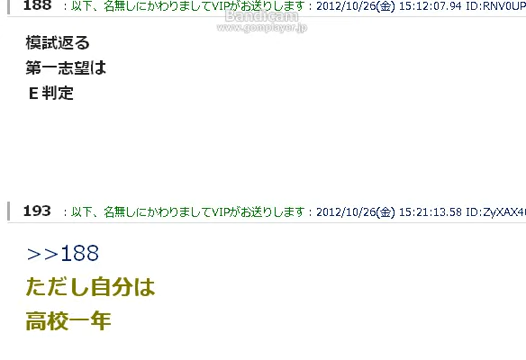 188 ：以下、名無しにかわりましてVIPがお送りします：2012/10/26(金) 15:12:07.94 ID:RNV0UP
Bandicam
www.gomplayer.jp
模試返る
第一志望は
Ｅ判定
193 ：以下、名無しにかわりましてVIPがお送りします：2012/10/26(金) 15:21:13.58 ID:ZyXAX4
>>188
ただし自分は
高校一年